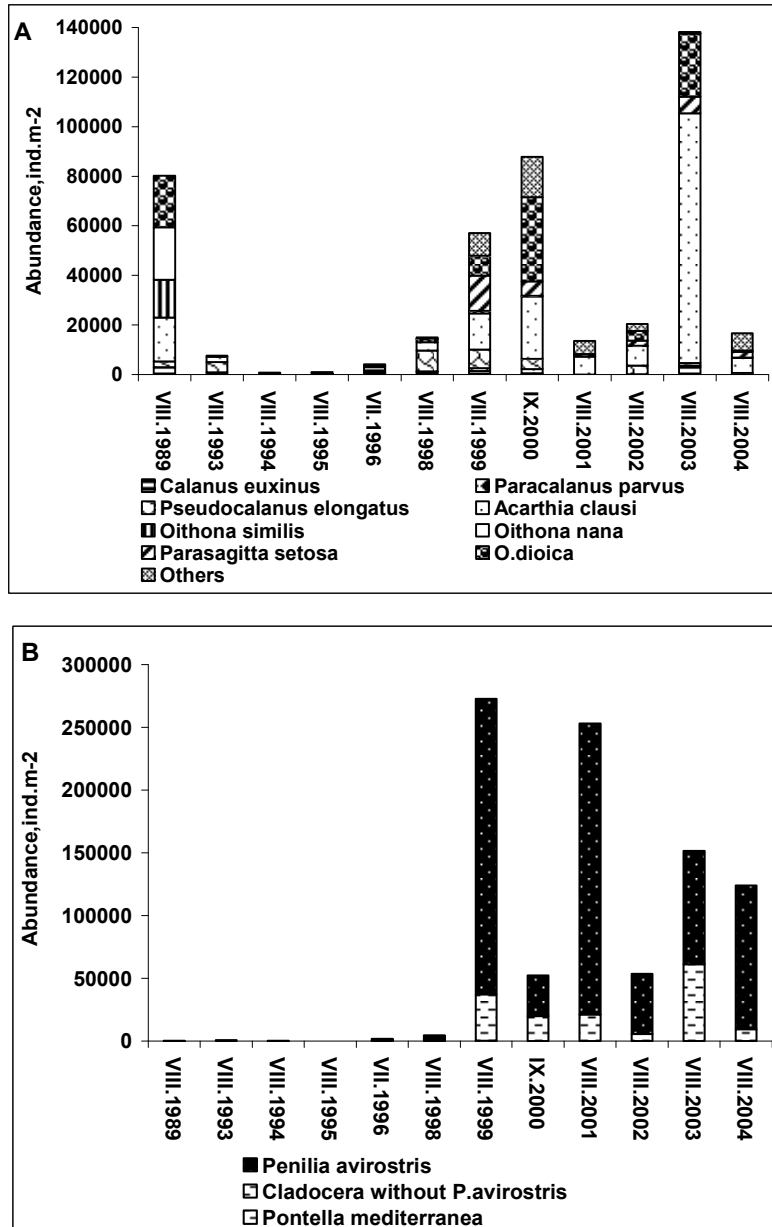 A
Abundance,ind.m-2
140000
120000
100000
80000
60000
40000
20000
0
VIII.1989
VIII.1993
VIII.1994
VIII.1995
VII.1996
VIII.1998
VIII.1999
IX.2000
VIII.2001
VIII.2002
VIII.2003
VIII.2004
Calanus euxinus
Paracalanus parvus
Pseudocalanus elongatus
Acarthia clausi
Oithona similis
Oithona nana
Parasagitta setosa
O.dioica
Others
B
Abundance,ind.m-2
300000
250000
200000
150000
100000
50000
0
VIII.1989
VIII.1993
VIII.1994
VIII.1995
VII.1996
VIII.1998
VIII.1999
IX.2000
VIII.2001
VIII.2002
VIII.2003
VIII.2004
Penilia avirostris
Cladocera without P.avirostris
Pontella mediterranea